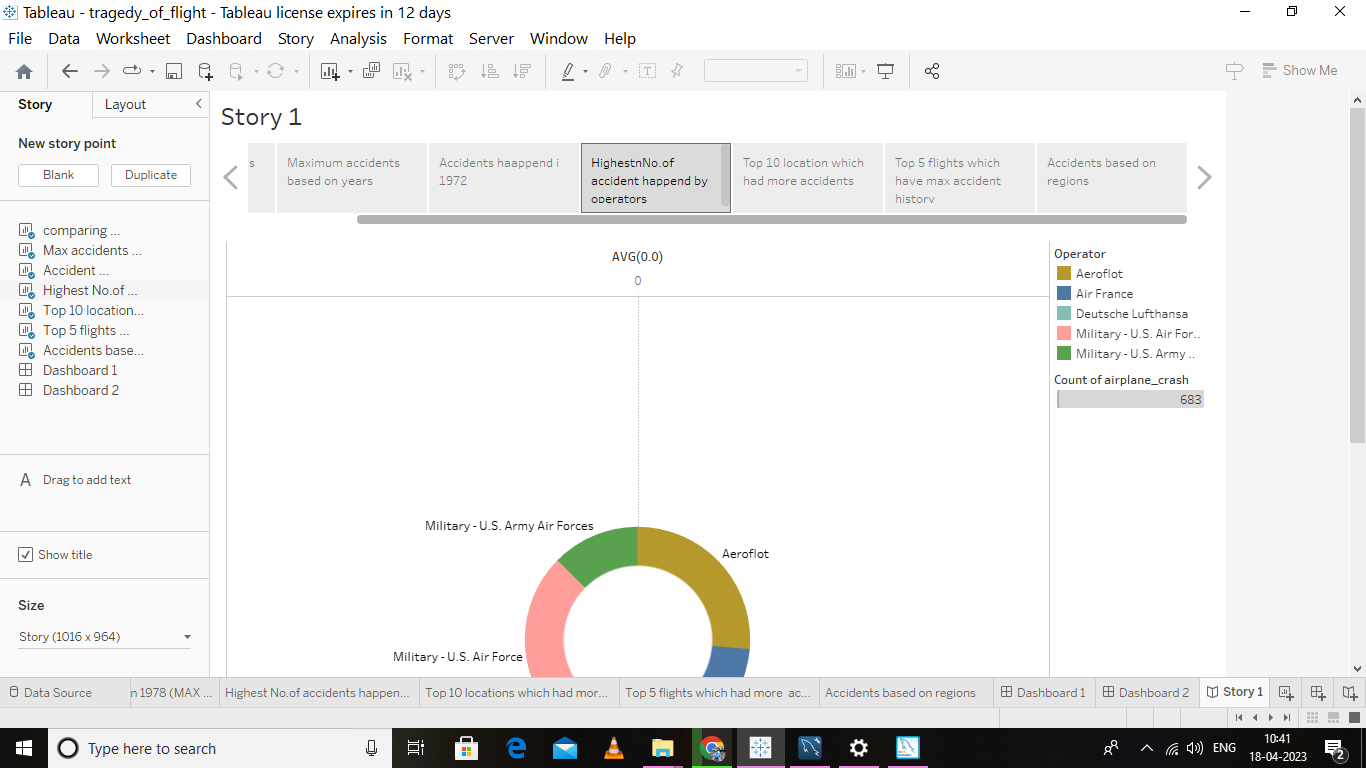 Tableau - tragedy_of_flight - Tableau license expires in 12 days
File Data Worksheet Dashboard Story Analysis Format Server Window Help
Show Me
Story Layout
New story point
Blank Duplicate
comparing ...
Max accidents ...
Accident ...
Highest No.of ...
Top 10 location...
Top 5 flights ...
Accidents base...
Dashboard 1
Dashboard 2
A Drag to add text
Show title
Size
Story (1016 x 964)
Story 1
s
Maximum accidents
based on years
Accidents haappend i
1972
HighestnNo.of
accident happend by
operators
Top 10 location which
had more accidents
Top 5 flights which
have max accident
history
Accidents based on
regions
AVG(0.0)
0
Military - U.S. Army Air Forces
Aeroflot
Military - U.S. Air Force
Operator
Aeroflot
Air France
Deutsche Lufthansa
Military - U.S. Air For..
Military - U.S. Army ..
Count of airplane_crash
683
Data Source n 1978 (MAX ... Highest No.of accidents happen... Top 10 locations which had mor... Top 5 flights which had more ac... Accidents based on regions Dashboard 1 Dashboard 2 Story 1
Type here to search
ENG
10:41
18-04-2023
2